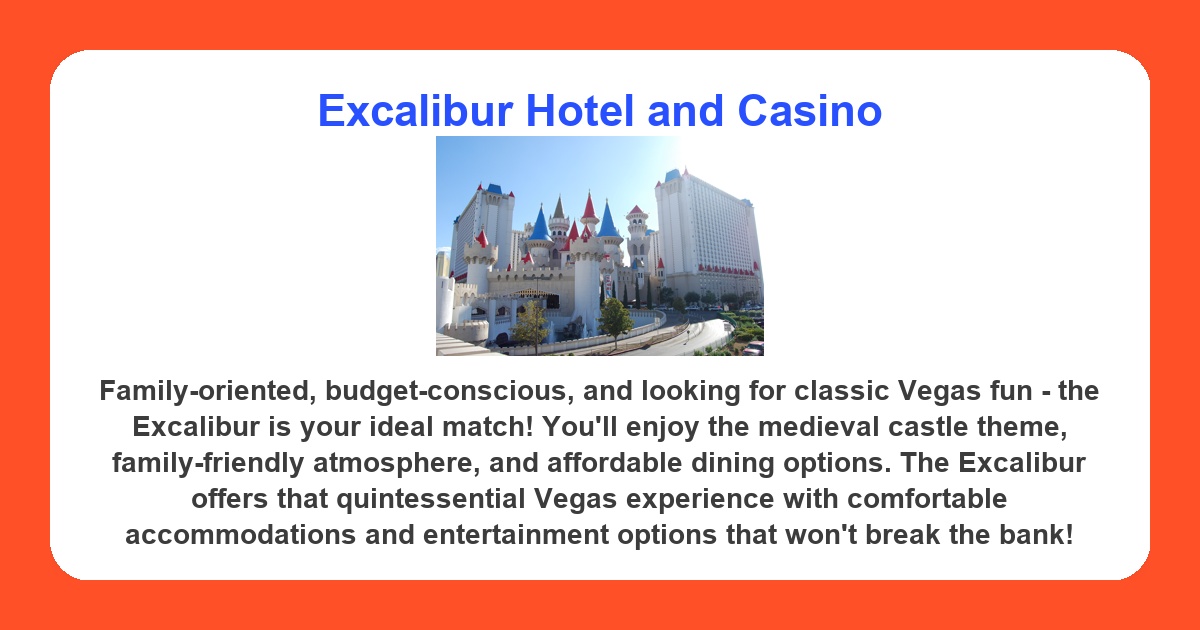 Excalibur Hotel and Casino
Family-oriented, budget-conscious, and looking for classic Vegas fun - the
Excalibur is your ideal match! You'll enjoy the medieval castle theme,
family-friendly atmosphere, and affordable dining options. The Excalibur
offers that quintessential Vegas experience with comfortable
accommodations and entertainment options that won't break the bank!